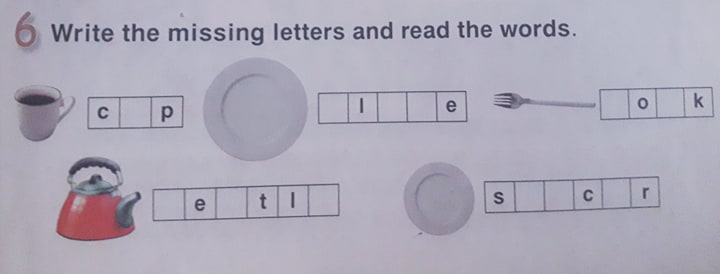 6 Write the missing letters and read the words.
c p l e o k
e t l s c r